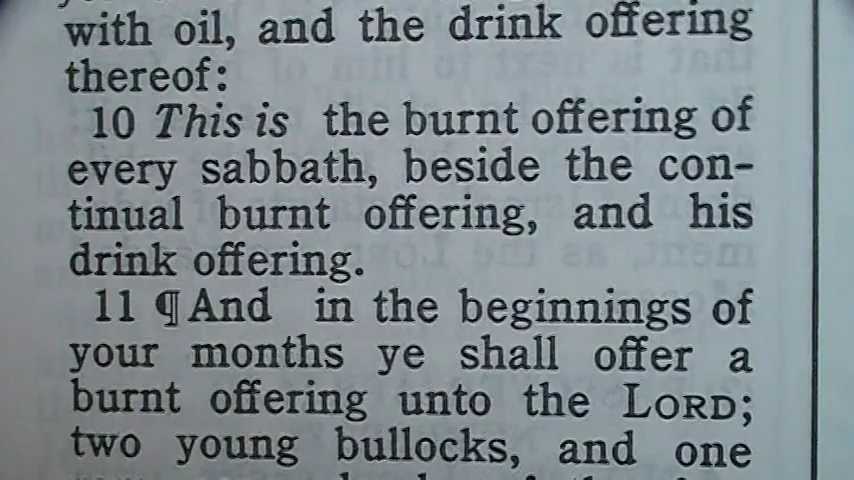 with oil, and the drink offering
thereof:
10 This is the burnt offering of
every sabbath, beside the con-
tinual burnt offering, and his
drink offering.
11 ¶ And in the beginnings of
your months ye shall offer a
burnt offering unto the LORD;
two young bullocks, and one